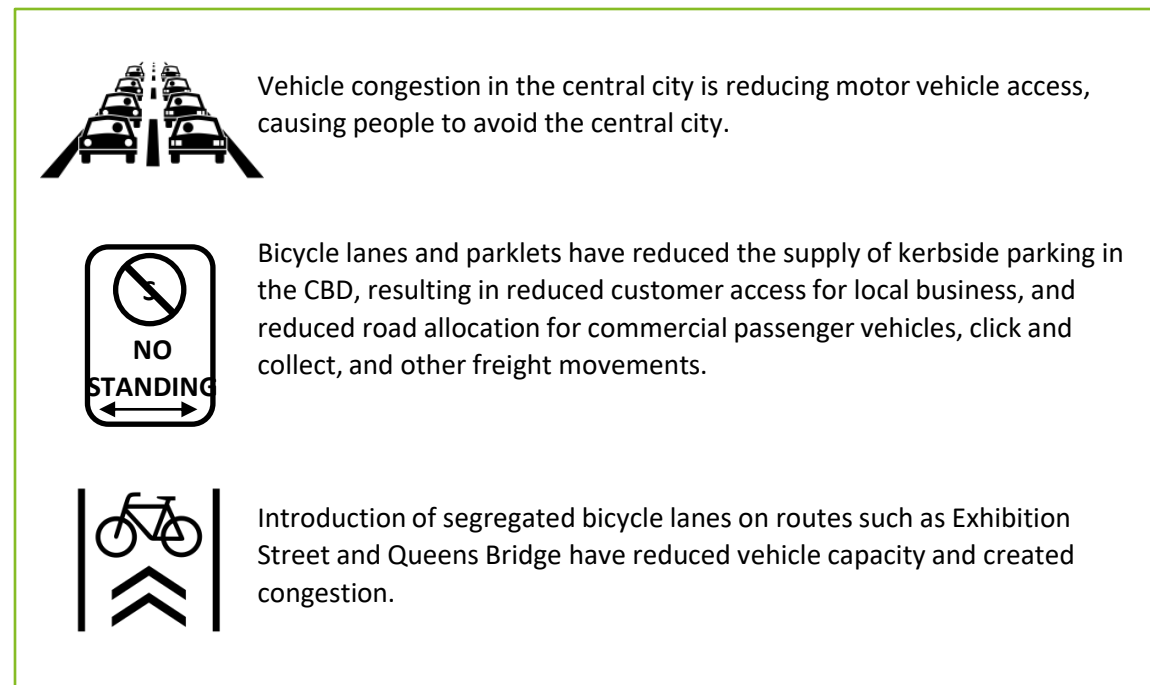 Vehicle congestion in the central city is reducing motor vehicle access,
causing people to avoid the central city.
S
NO
STANDING
Bicycle lanes and parklets have reduced the supply of kerbside parking in
the CBD, resulting in reduced customer access for local business, and
reduced road allocation for commercial passenger vehicles, click and
collect, and other freight movements.
Introduction of segregated bicycle lanes on routes such as Exhibition
Street and Queens Bridge have reduced vehicle capacity and created
congestion.